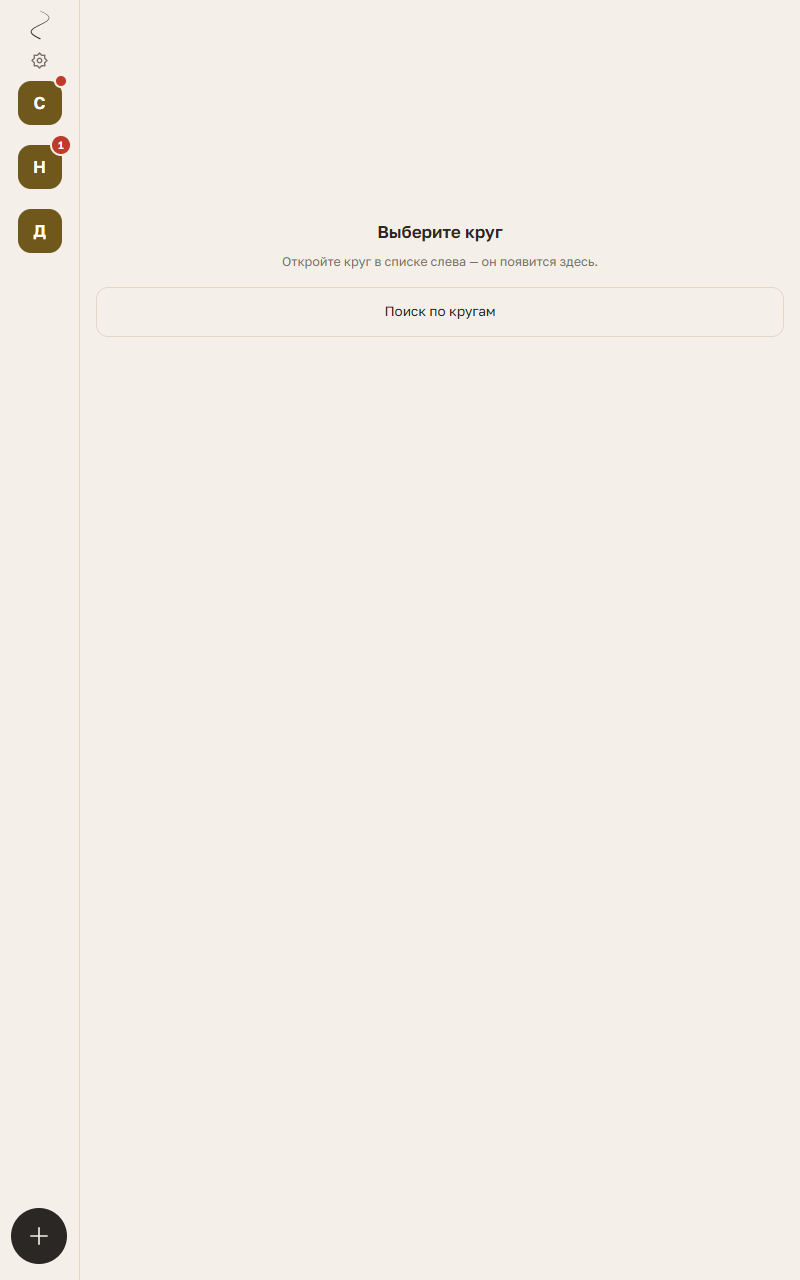 С
1
Н
Д
Выберите круг
Откройте круг в списке слева — он появится здесь.
Поиск по кругам